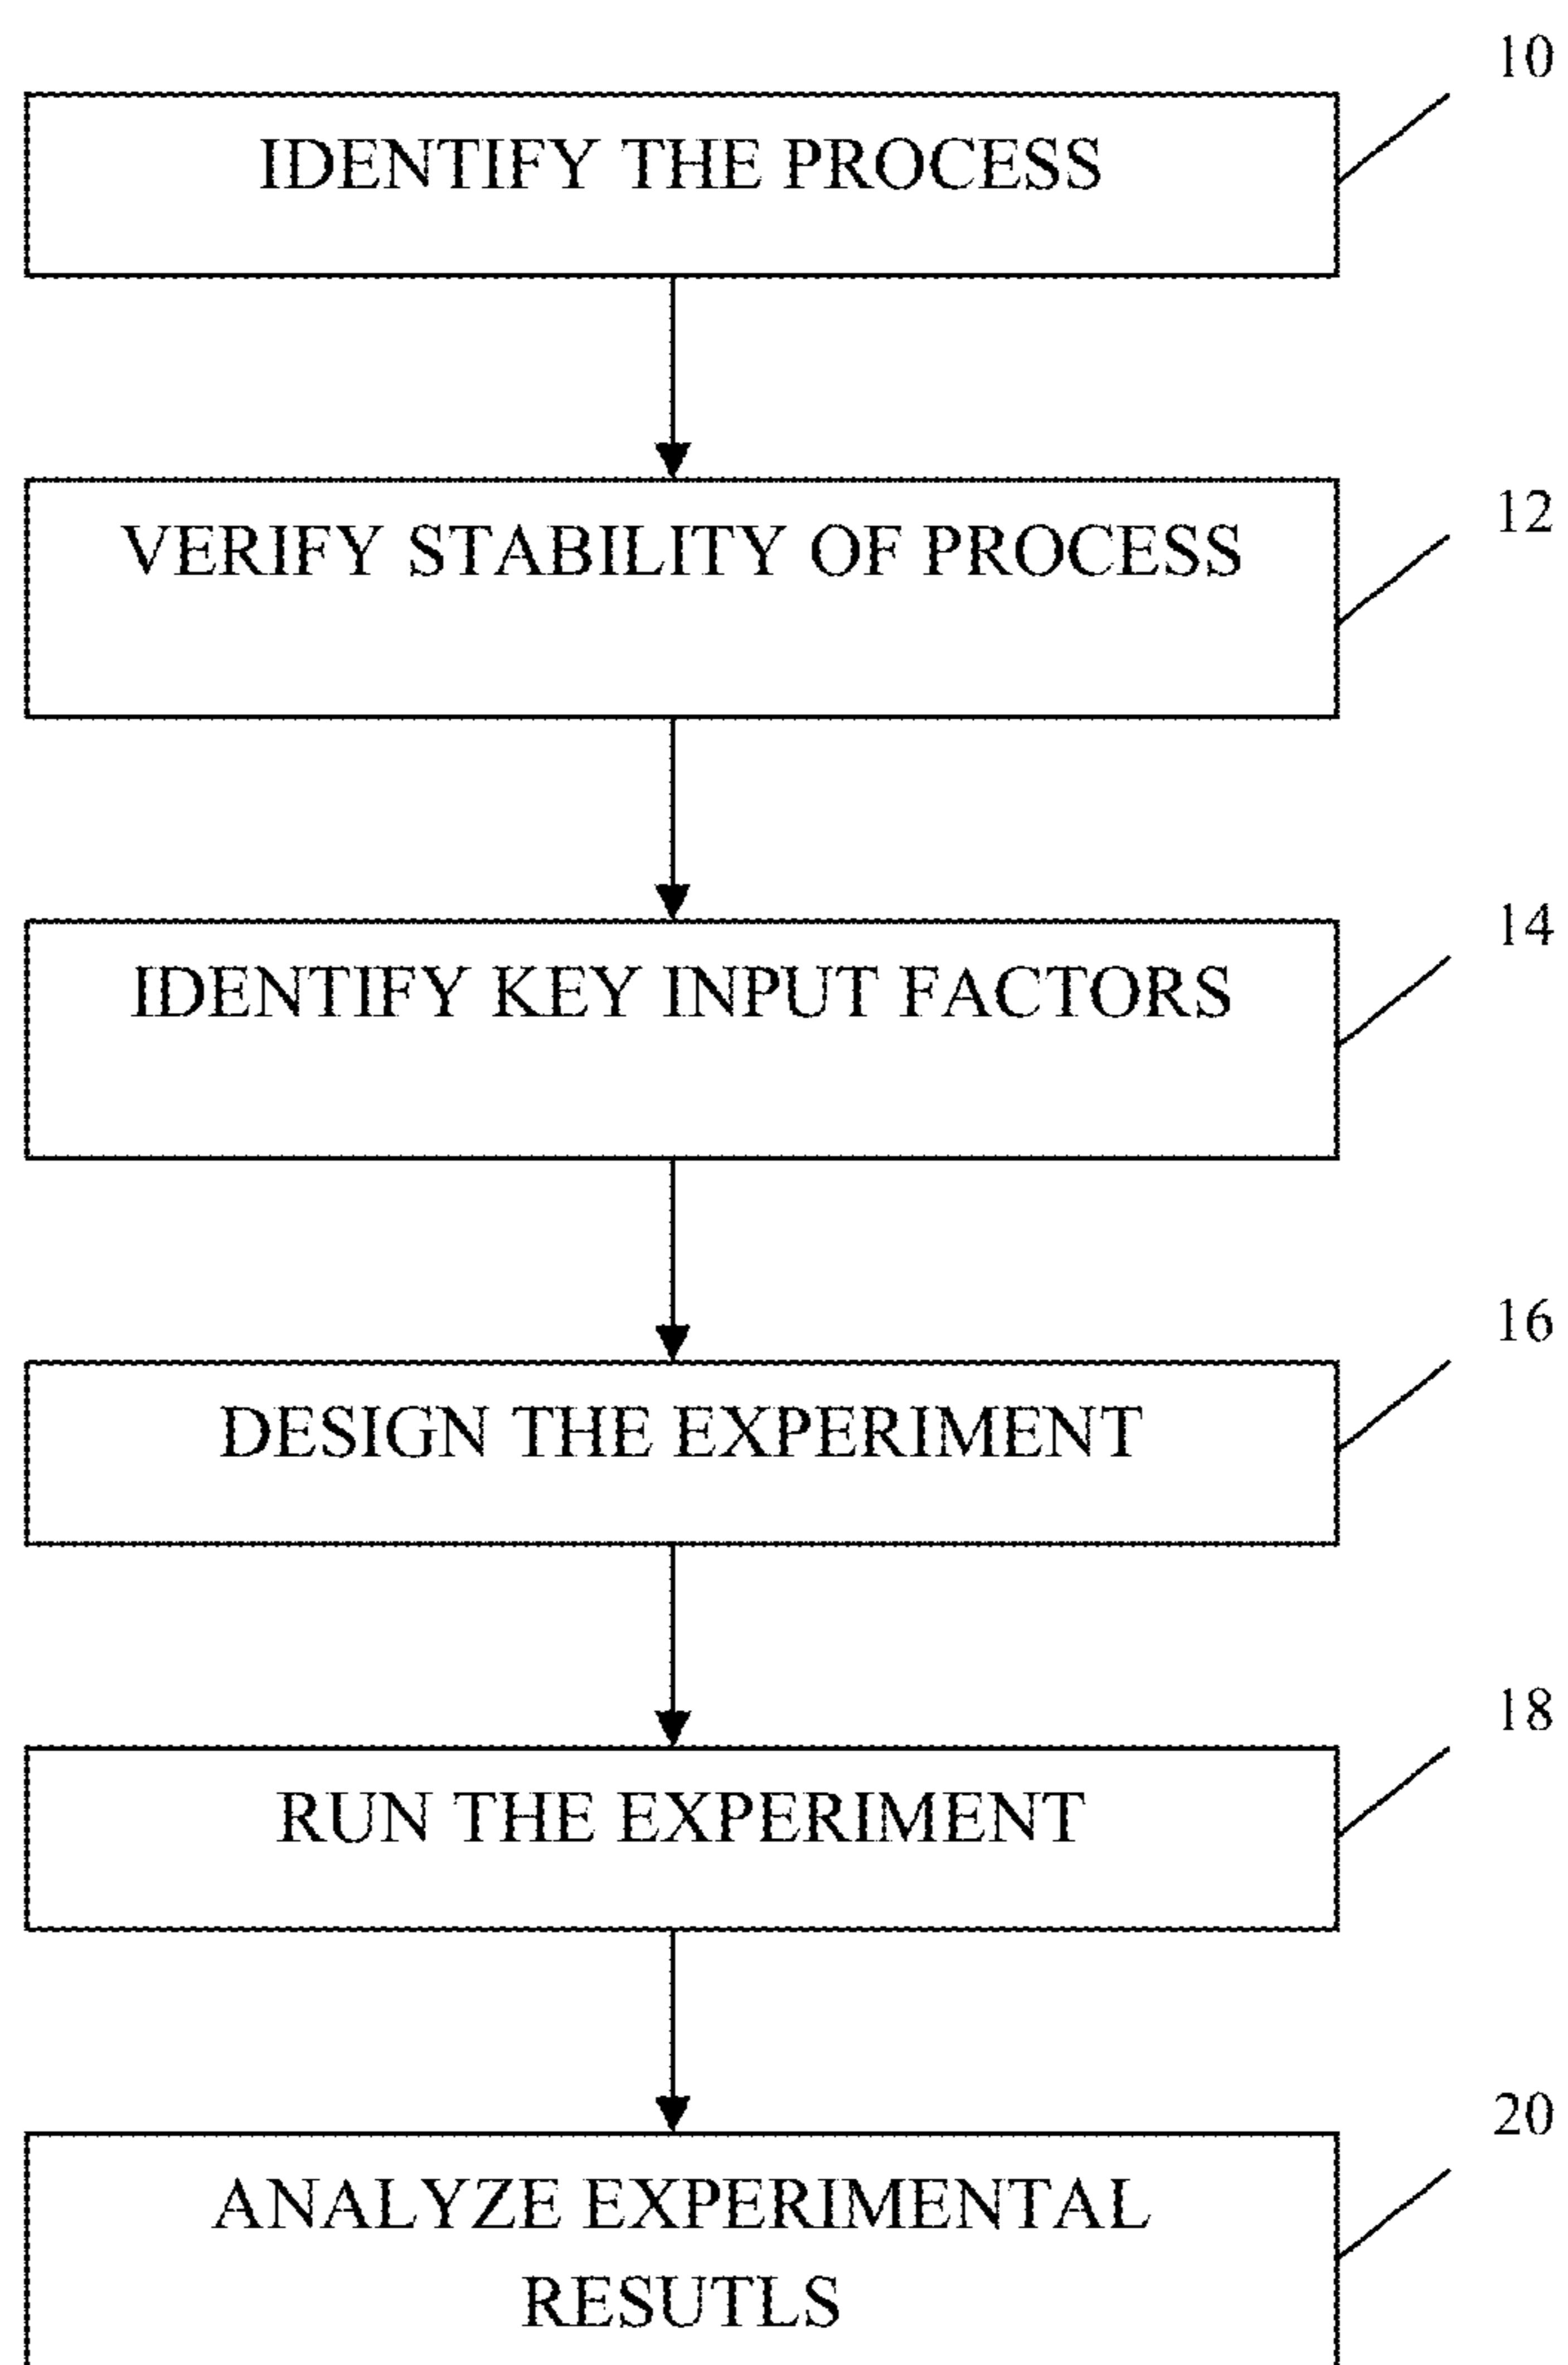 10
IDENTIFY THE PROCESS
12
VERIFY STABILITY OF PROCESS
14
IDENTIFY KEY INPUT FACTORS
16
DESIGN THE EXPERIMENT
18
RUN THE EXPERIMENT
20
ANALYZE EXPERIMENTAL
RESUTLS